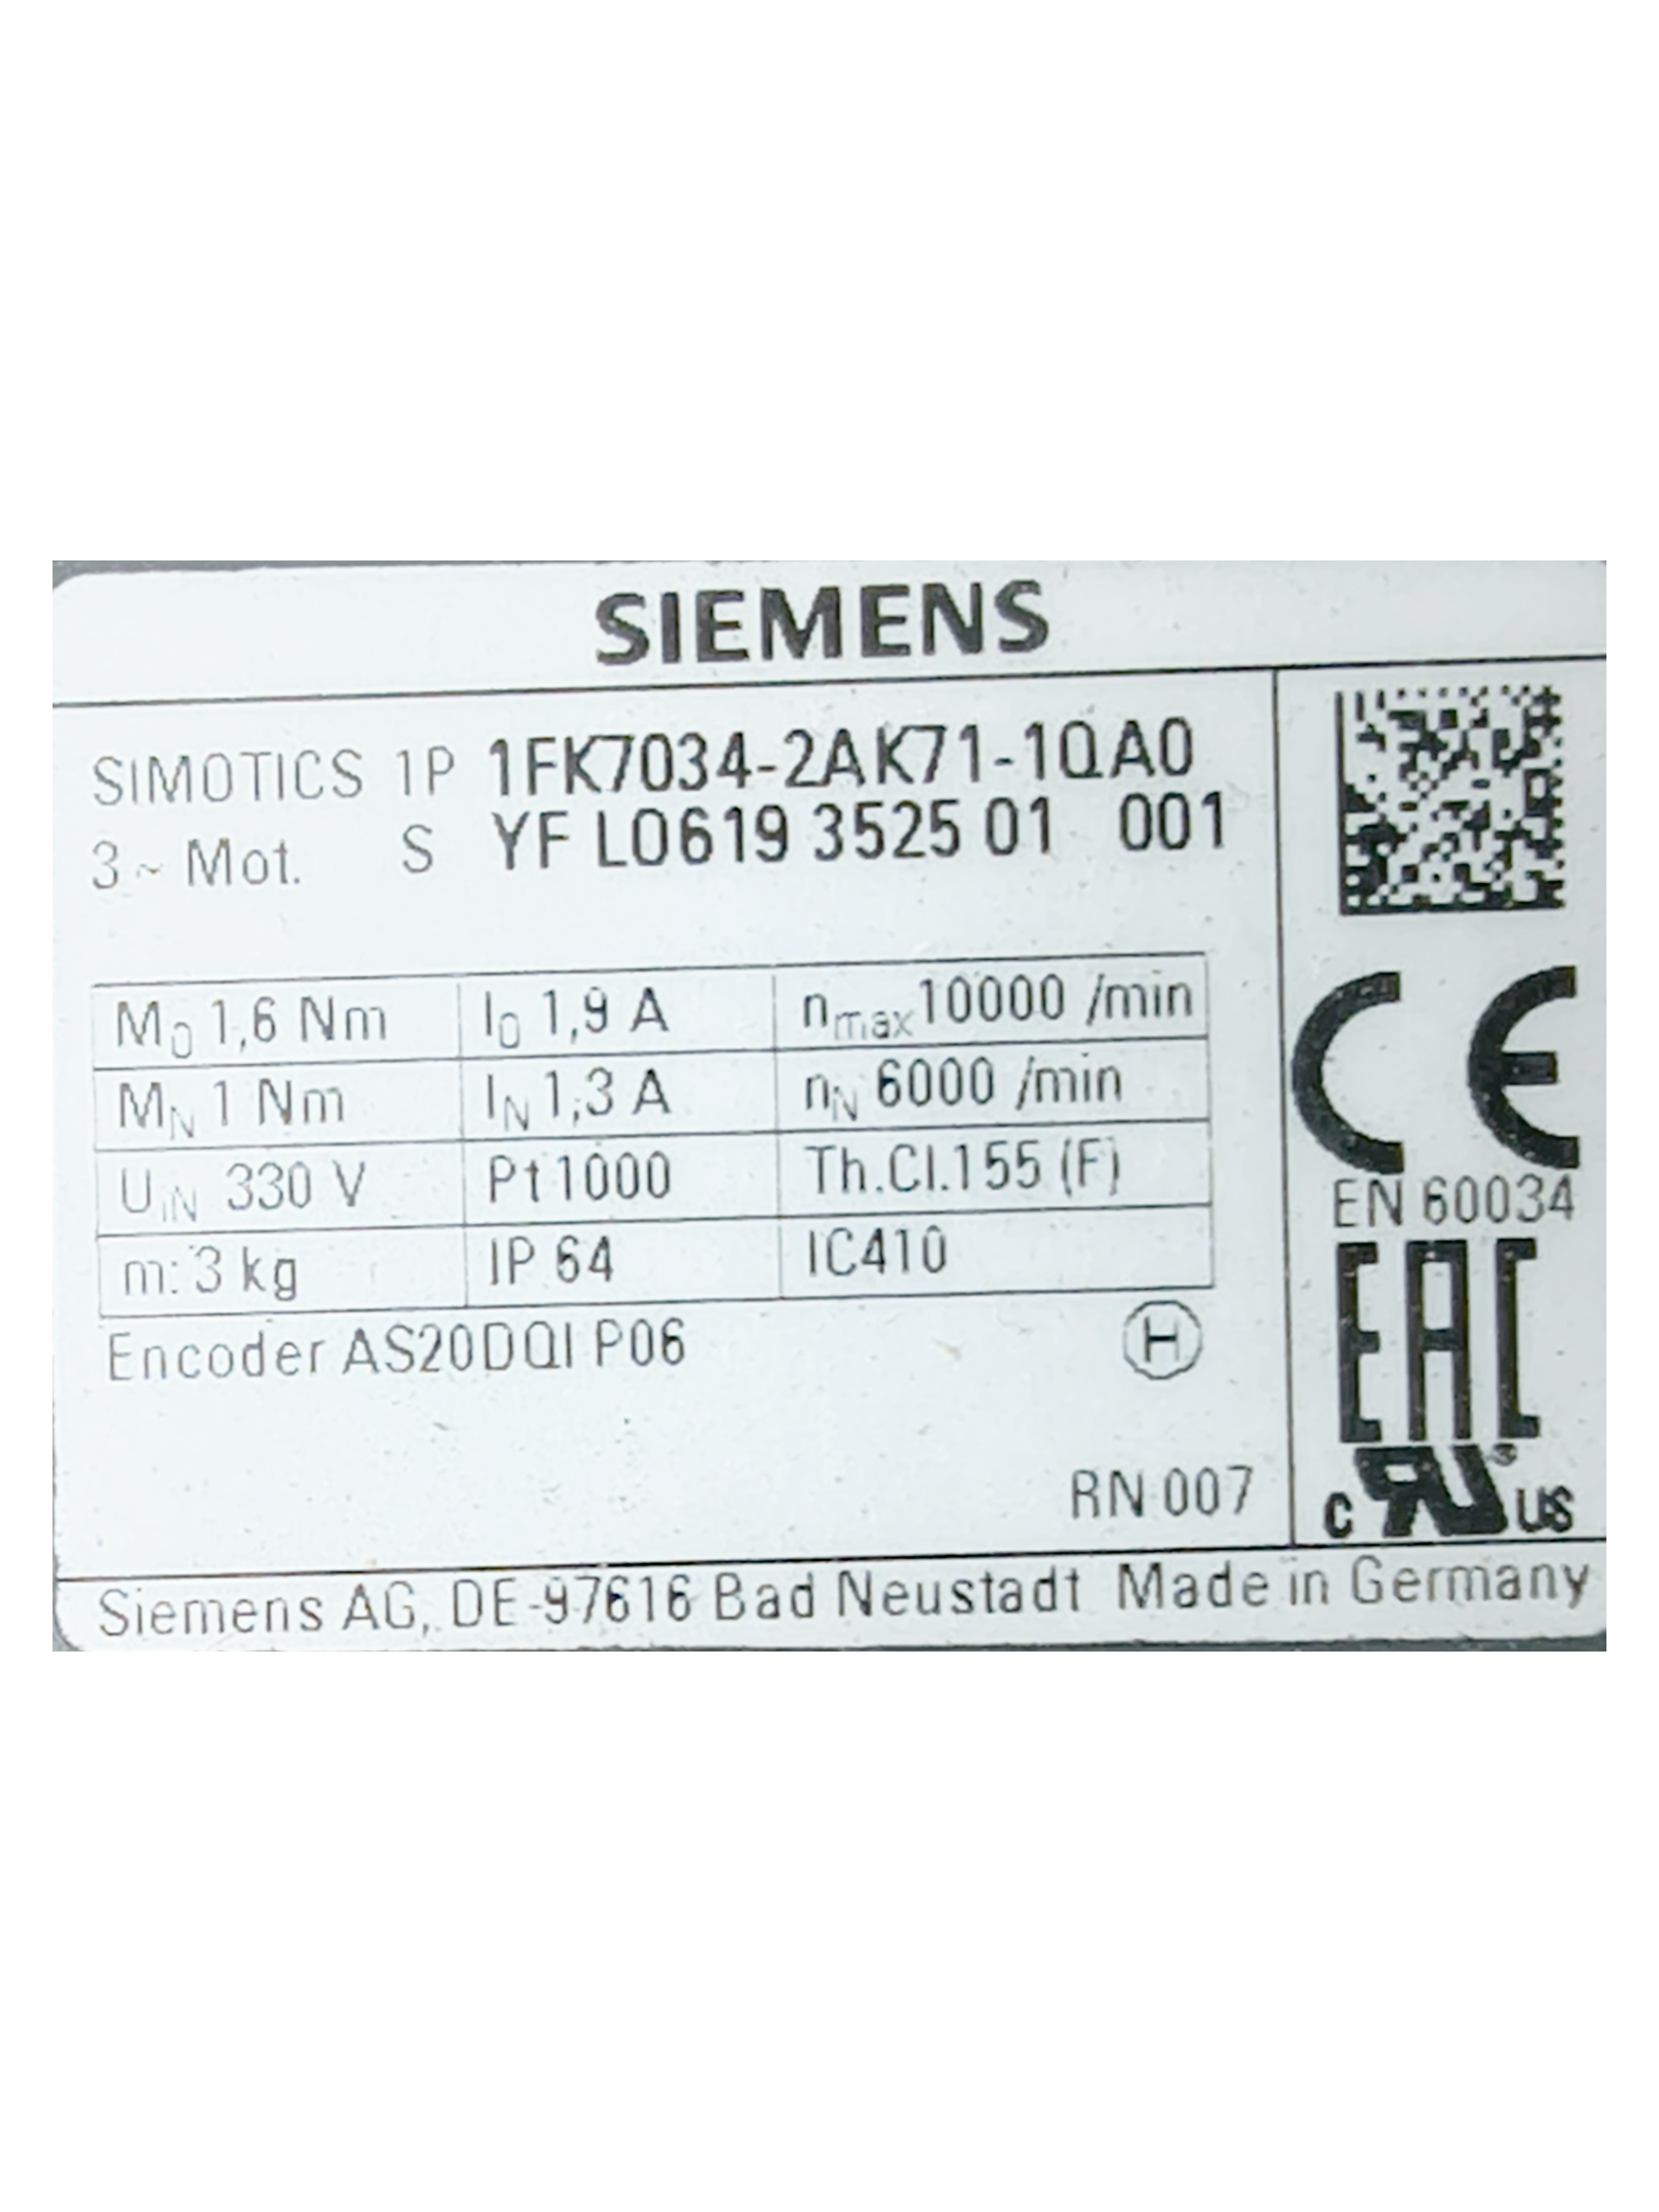 SIEMENS
SIMOTICS 1P 1FK7034-2AK71-1QA0
3 ~ Mot. S YF L0619 3525 01 001
M0 1,6 Nm I0 1,9 A nmax 10000 /min
MN 1 Nm IN 1,3 A nN 6000 /min
UIN 330 V Pt1000 Th.Cl.155 (F)
m: 3 kg IP 64 IC410
Encoder AS20DQI P06 H
RN 007
CE
EN 60034
EAC
c RU ® US
Siemens AG, DE-97616 Bad Neustadt Made in Germany